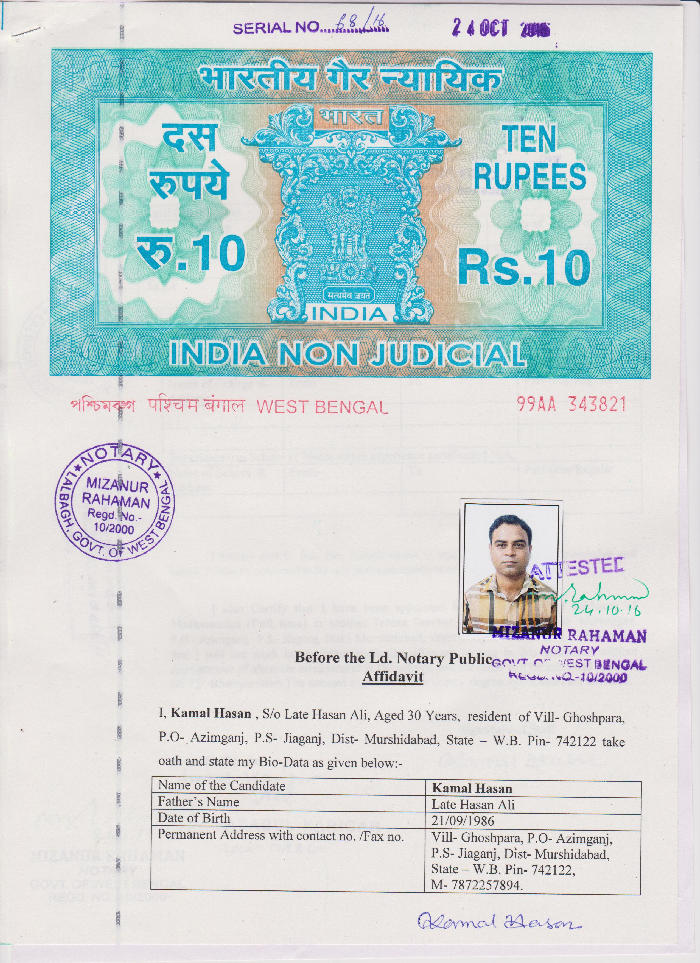 SERIAL NO....68/16
24 OCT 2016
भारतीय गैर न्यायिक
भारत
दस
रुपये
रु.10
TEN
RUPEES
Rs.10
सत्यमेव जयते
INDIA
INDIA NON JUDICIAL
পশ্চিমবঙ্গ पश्चिम बंगाल WEST BENGAL
99AA 343821
NOTARY
MIZANUR
RAHAMAN
Regd. No.-
10/2000
LALBAGH, GOVT. OF WEST BENGAL
ATTESTED
Rahman
24.10.16
MIZANUR RAHAMAN
NOTARY
GOVT OF WEST BENGAL
REGD. NO.-10/2000
Before the Ld. Notary Public
Affidavit
I, Kamal Hasan , S/o Late Hasan Ali, Aged 30 Years, resident of Vill- Ghoshpara,
P.O- Azimganj, P.S- Jiaganj, Dist- Murshidabad, State – W.B. Pin- 742122 take
oath and state my Bio-Data as given below:-
Name of the Candidate
Kamal Hasan
Father's Name
Late Hasan Ali
Date of Birth
21/09/1986
Permanent Address with contact no. /Fax no.
Vill- Ghoshpara, P.O- Azimganj,
P.S- Jiaganj, Dist- Murshidabad,
State – W.B. Pin- 742122,
M- 7872257894.
Kamal Hasan